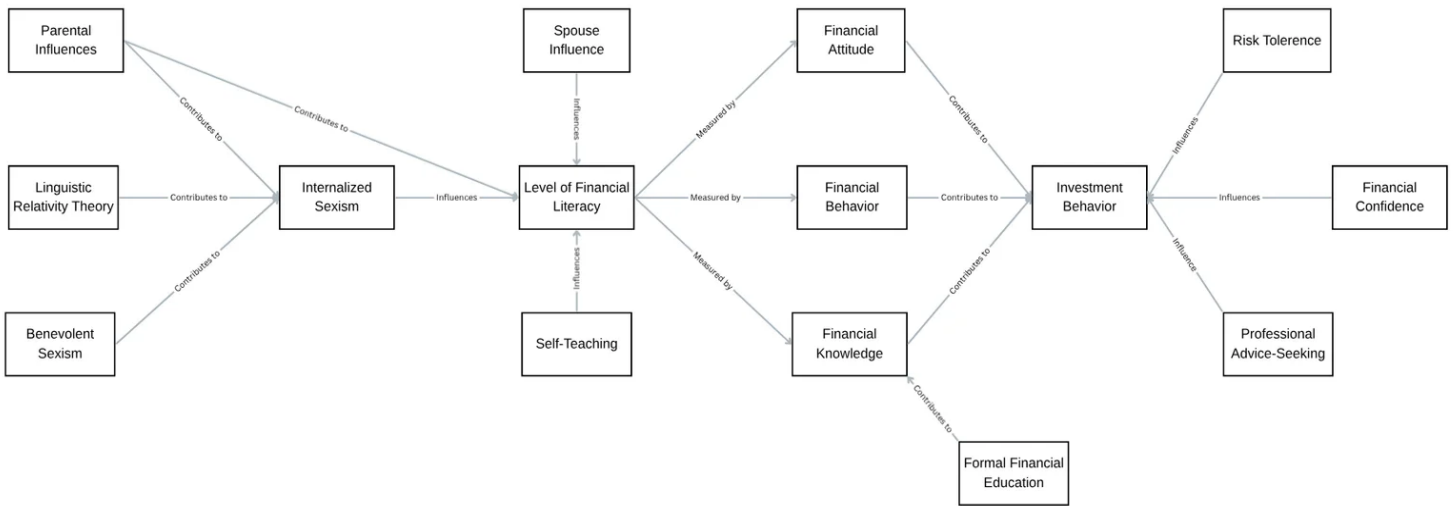 Parental
Influences
Spouse
Influence
Financial
Attitude
Risk Tolerence
Contributes to
Contributes to
Influences
Measured by
Contributes to
Influences
Linguistic
Relativity Theory
Contributes to
Internalized
Sexism
Influences
Level of Financial
Literacy
Measured by
Financial
Behavior
Contributes to
Investment
Behavior
Influences
Financial
Confidence
Contributes to
Influences
Measured by
Contributes to
Influence
Benevolent
Sexism
Self-Teaching
Financial
Knowledge
Professional
Advice-Seeking
Contributes to
Formal Financial
Education